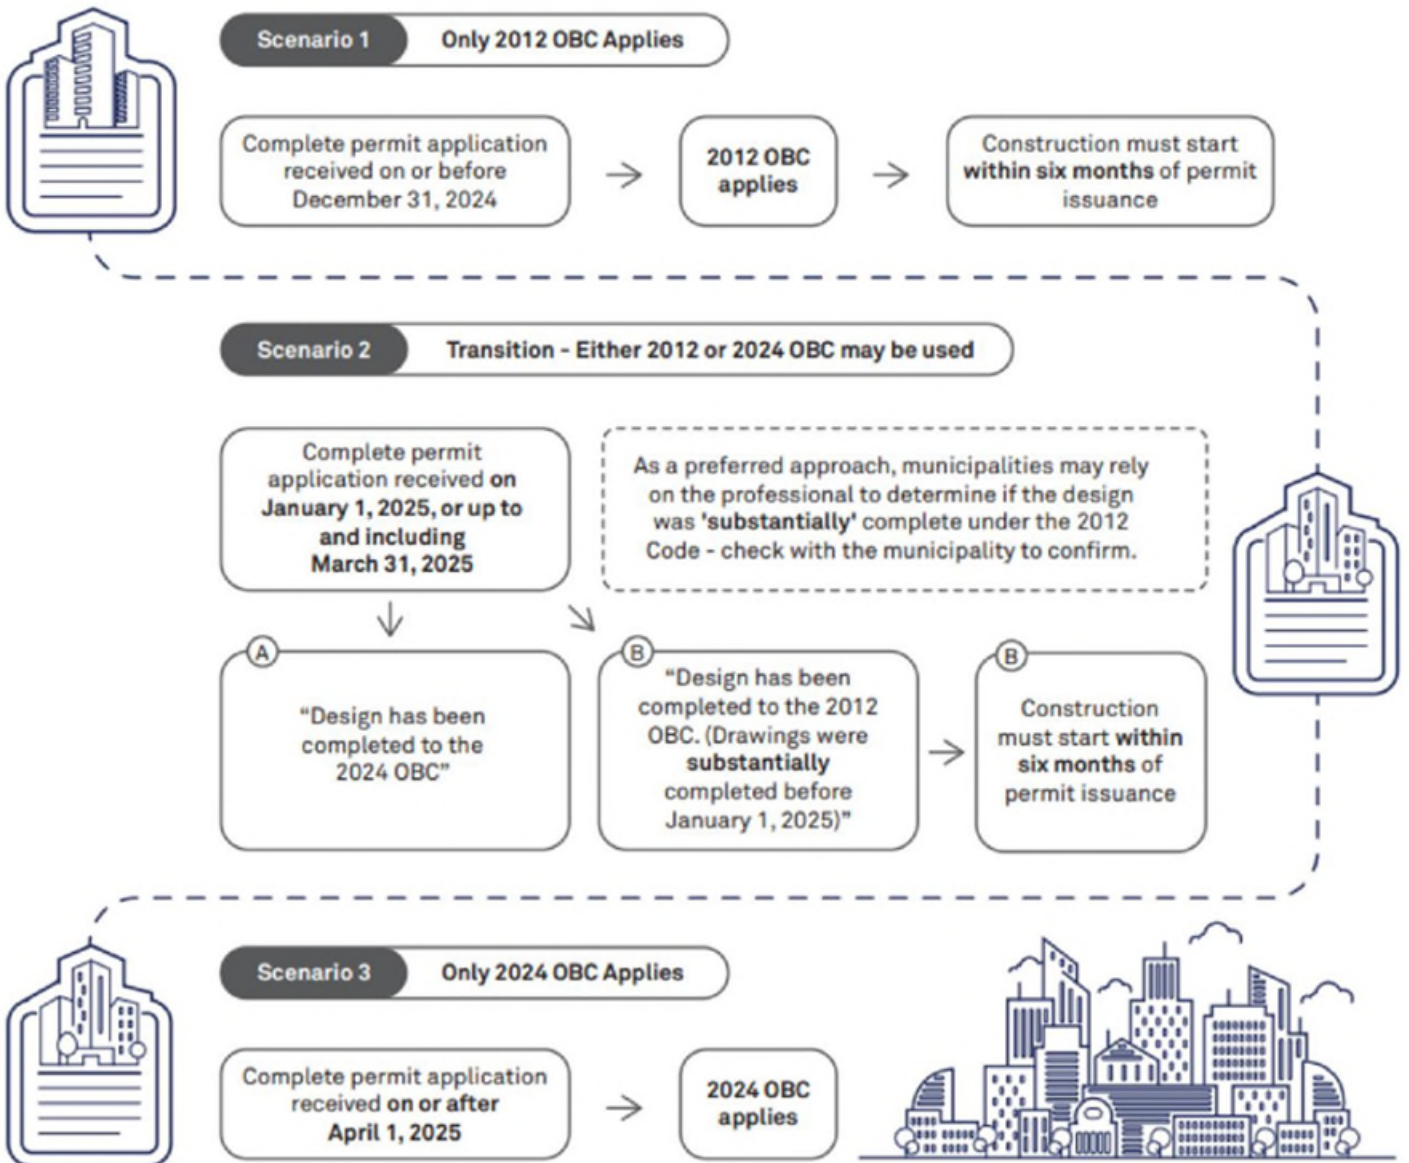 Scenario 1
Only 2012 OBC Applies
Complete permit application
received on or before
December 31, 2024
2012 OBC
applies
Construction must start
within six months of permit
issuance
Scenario 2
Transition - Either 2012 or 2024 OBC may be used
Complete permit
application received on
January 1, 2025, or up to
and including
March 31, 2025
As a preferred approach, municipalities may rely
on the professional to determine if the design
was 'substantially' complete under the 2012
Code - check with the municipality to confirm.
A
“Design has been
completed to the
2024 OBC”
B
“Design has been
completed to the 2012
OBC. (Drawings were
substantially
completed before
January 1, 2025)”
B
Construction
must start within
six months of
permit issuance
Scenario 3
Only 2024 OBC Applies
Complete permit application
received on or after
April 1, 2025
2024 OBC
applies